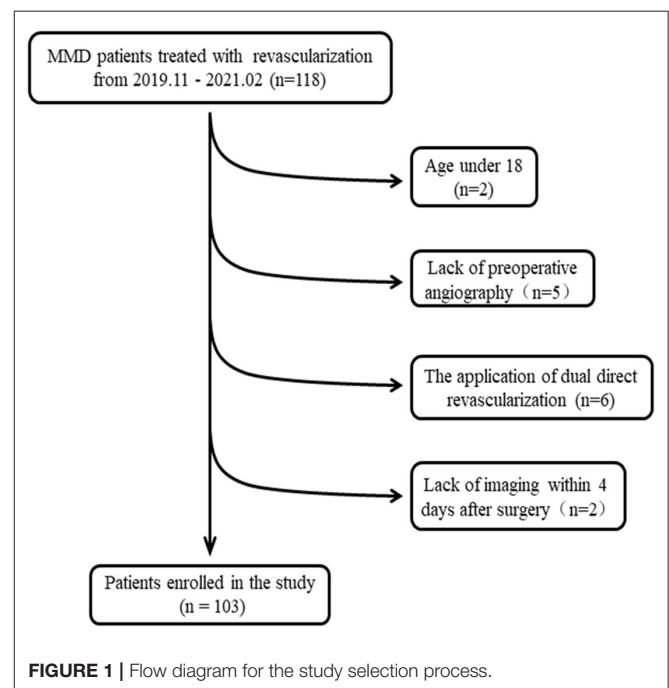 MMD patients treated with revascularization
from 2019.11 - 2021.02 (n=118)
Age under 18
(n=2)
Lack of preoperative
angiography（n=5）
The application of dual direct
revascularization (n=6)
Lack of imaging within 4
days after surgery（n=2）
Patients enrolled in the study
(n = 103)
FIGURE 1 | Flow diagram for the study selection process.